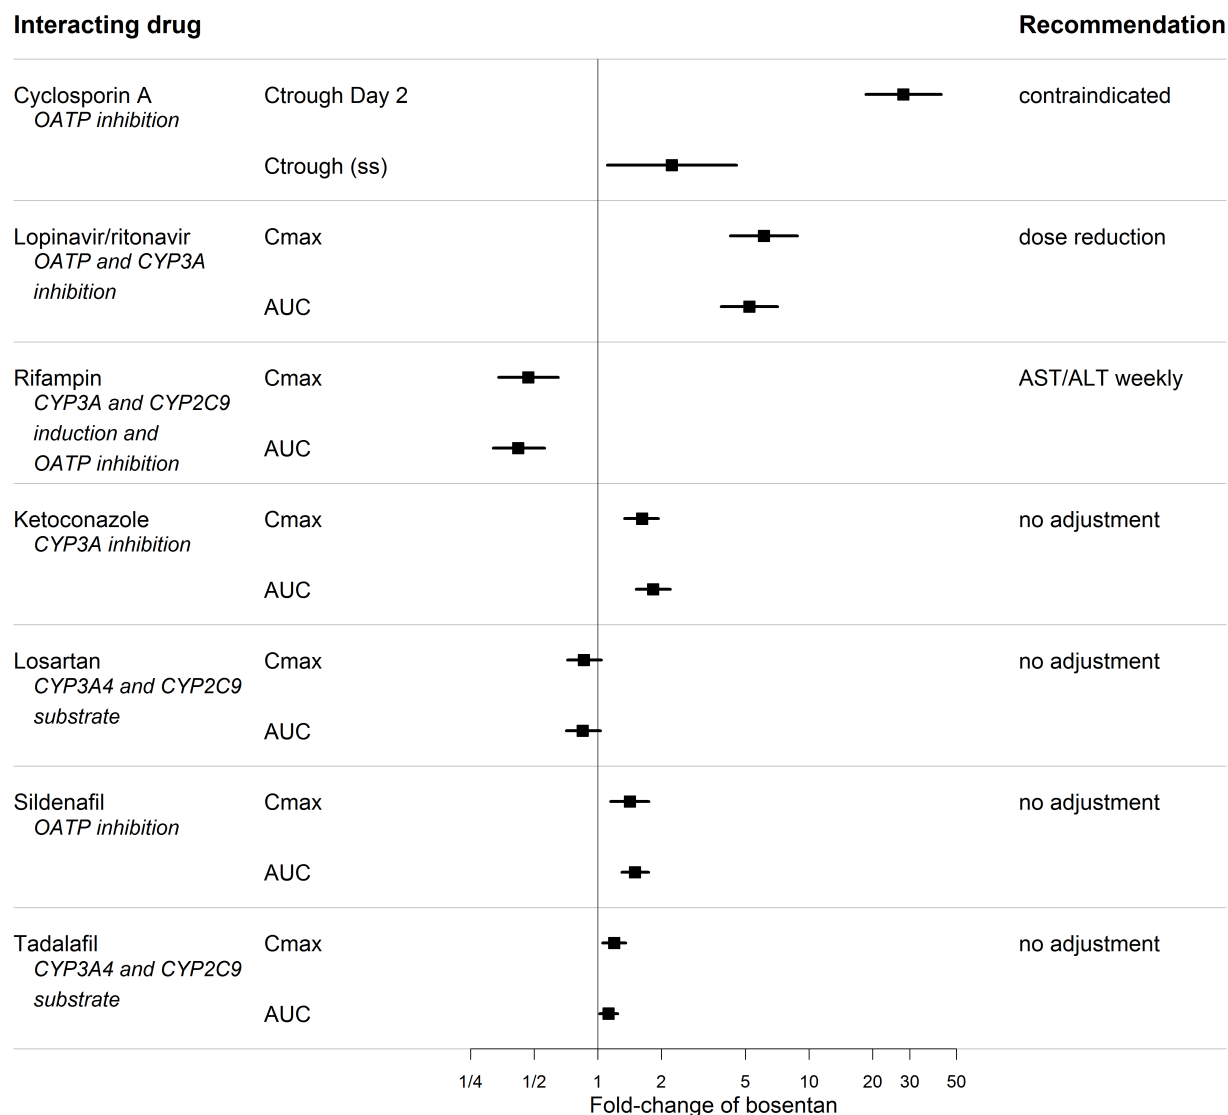 Interacting drug Recommendation
Cyclosporin A Ctrough Day 2 contraindicated
OATP inhibition
Ctrough (ss)
Lopinavir/ritonavir Cmax dose reduction
OATP and CYP3A
inhibition
AUC
Rifampin Cmax AST/ALT weekly
CYP3A and CYP2C9
induction and
AUC
OATP inhibition
Ketoconazole Cmax no adjustment
CYP3A inhibition
AUC
Losartan Cmax no adjustment
CYP3A4 and CYP2C9
substrate
AUC
Sildenafil Cmax no adjustment
OATP inhibition
AUC
Tadalafil Cmax no adjustment
CYP3A4 and CYP2C9
substrate
AUC
1/4 1/2 1 2 5 10 20 30 50
Fold-change of bosentan